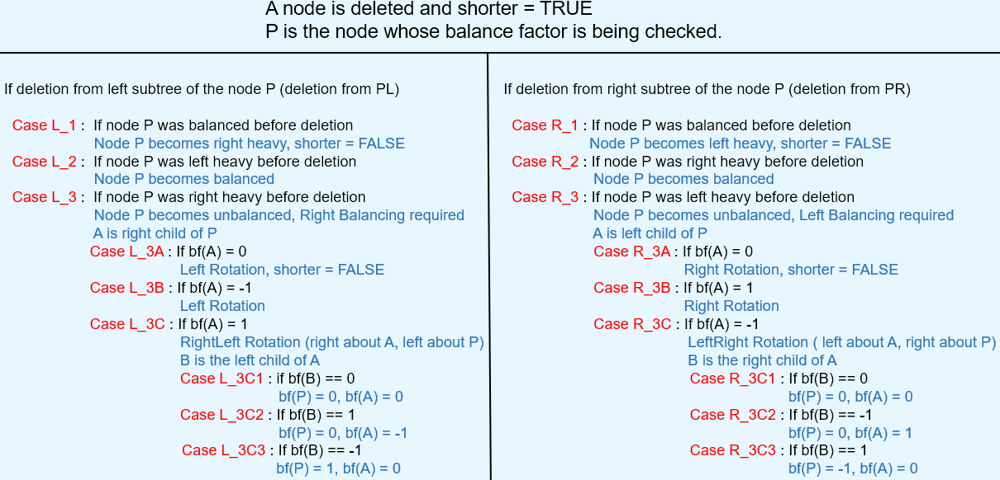 A node is deleted and shorter = TRUE
P is the node whose balance factor is being checked.
If deletion from left subtree of the node P (deletion from PL)
Case L_1 : If node P was balanced before deletion
Node P becomes right heavy, shorter = FALSE
Case L_2 : If node P was left heavy before deletion
Node P becomes balanced
Case L_3 : If node P was right heavy before deletion
Node P becomes unbalanced, Right Balancing required
A is right child of P
Case L_3A : If bf(A) = 0
Left Rotation, shorter = FALSE
Case L_3B : If bf(A) = -1
Left Rotation
Case L_3C : If bf(A) = 1
RightLeft Rotation (right about A, left about P)
B is the left child of A
Case L_3C1 : if bf(B) == 0
bf(P) = 0, bf(A) = 0
Case L_3C2 : If bf(B) == 1
bf(P) = 0, bf(A) = -1
Case L_3C3 : If bf(B) == -1
bf(P) = 1, bf(A) = 0
If deletion from right subtree of the node P (deletion from PR)
Case R_1 : If node P was balanced before deletion
Node P becomes left heavy, shorter = FALSE
Case R_2 : If node P was right heavy before deletion
Node P becomes balanced
Case R_3 : If node P was left heavy before deletion
Node P becomes unbalanced, Left Balancing required
A is left child of P
Case R_3A : If bf(A) = 0
Right Rotation, shorter = FALSE
Case R_3B : If bf(A) = 1
Right Rotation
Case R_3C : If bf(A) = -1
LeftRight Rotation ( left about A, right about P)
B is the right child of A
Case R_3C1 : If bf(B) == 0
bf(P) = 0, bf(A) = 0
Case R_3C2 : If bf(B) == -1
bf(P) = 0, bf(A) = 1
Case R_3C3 : If bf(B) == 1
bf(P) = -1, bf(A) = 0